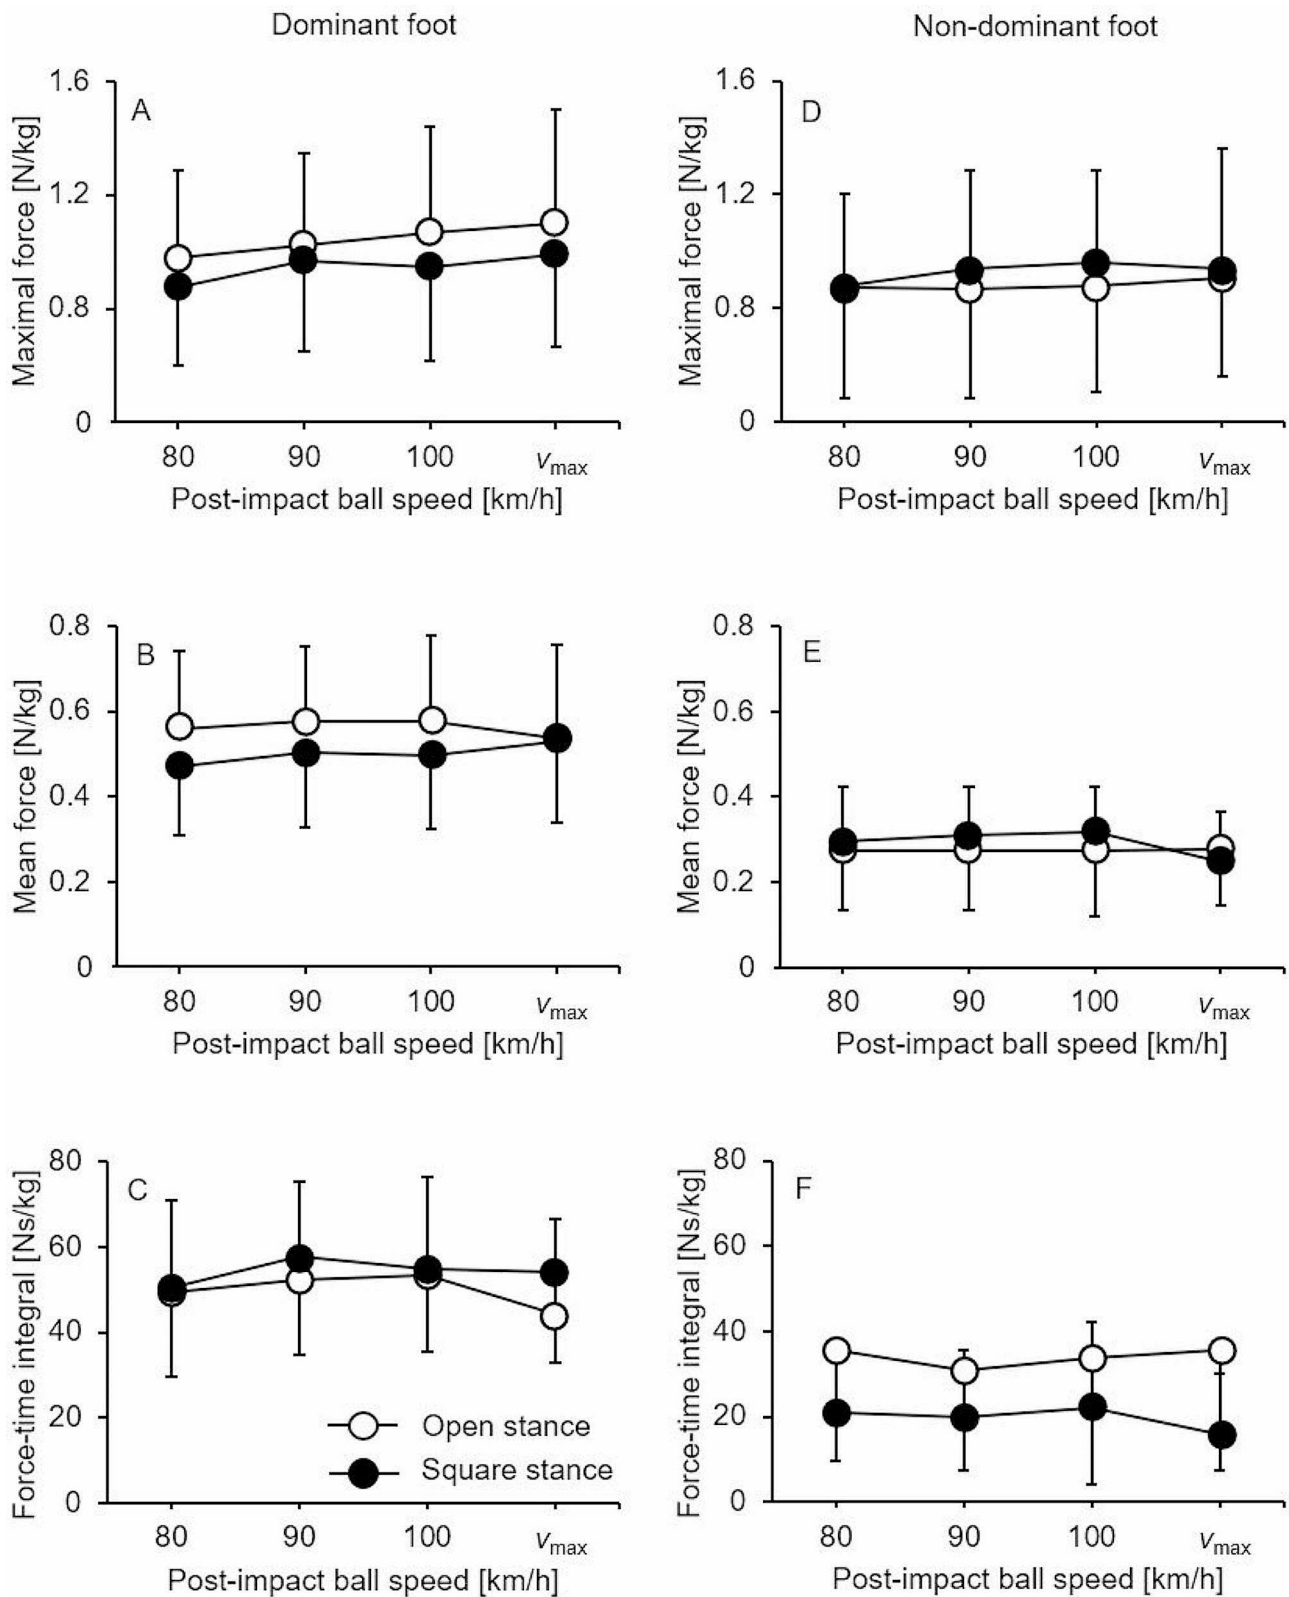 Dominant foot
Non-dominant foot
A
Maximal force [N/kg]
1.6
1.2
0.8
0
80 90 100 vmax
Post-impact ball speed [km/h]
D
Maximal force [N/kg]
1.6
1.2
0.8
0
80 90 100 vmax
Post-impact ball speed [km/h]
B
Mean force [N/kg]
0.8
0.6
0.4
0.2
0
80 90 100 vmax
Post-impact ball speed [km/h]
E
Mean force [N/kg]
0.8
0.6
0.4
0.2
0
80 90 100 vmax
Post-impact ball speed [km/h]
C
Force-time integral [Ns/kg]
80
60
40
20
0
Open stance
Square stance
80 90 100 vmax
Post-impact ball speed [km/h]
F
Force-time integral [Ns/kg]
80
60
40
20
0
80 90 100 vmax
Post-impact ball speed [km/h]